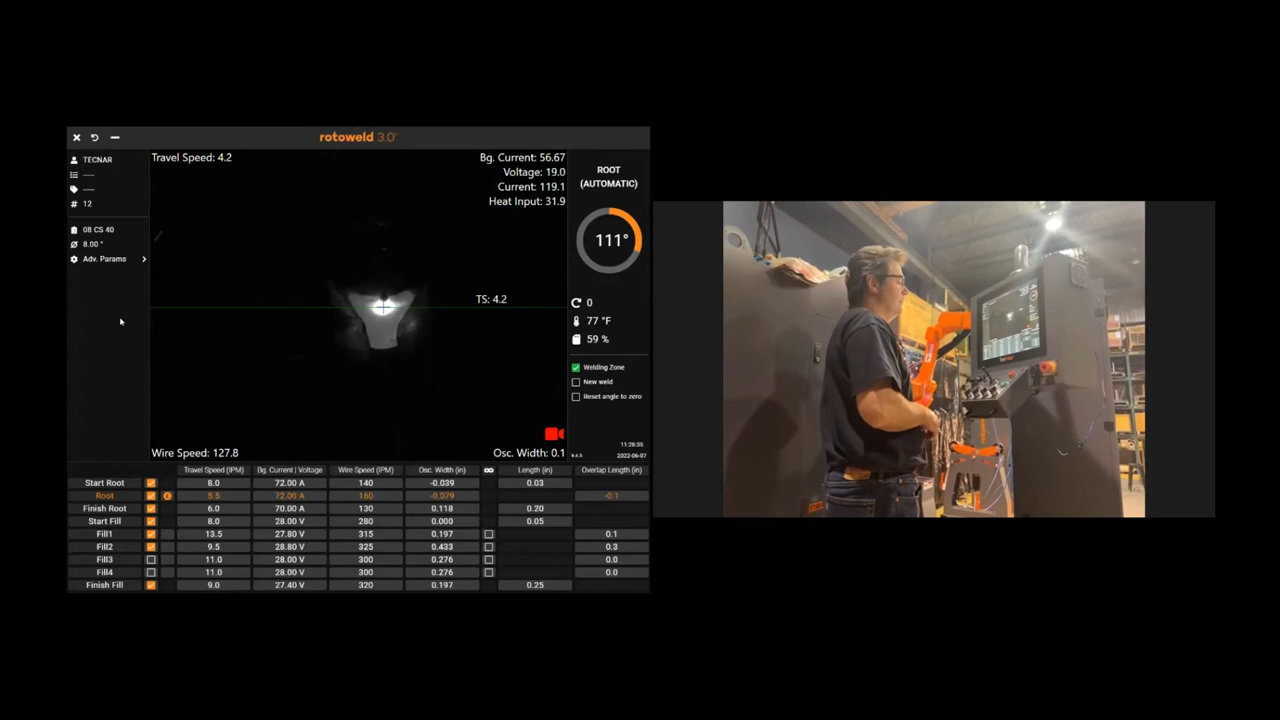 rotoweld 3.0
TECNAR
12
08 CS 40
8.00 "
Adv. Params
Travel Speed: 4.2
Bg. Current: 56.67
Voltage: 19.0
Current: 119.1
Heat Input: 31.9
TS: 4.2
Wire Speed: 127.8
Osc. Width: 0.1
ROOT
(AUTOMATIC)
111°
0
77 °F
59 %
Welding Zone
New weld
Reset angle to zero
11:28:35
2022-06-07
Travel Speed (IPM) Bg. Current | Voltage Wire Speed (IPM) Osc. Width (in) Length (in) Overlap Length (in)
Start Root 8.0 72.00 A 140 -0.039 0.03
Root 5.5 72.00 A 160 -0.079 -0.1
Finish Root 6.0 70.00 A 130 0.118 0.20
Start Fill 8.0 28.00 V 280 0.000 0.05
Fill1 13.5 27.80 V 315 0.197 0.1
Fill2 9.5 28.80 V 325 0.433 0.3
Fill3 11.0 28.00 V 300 0.276 0.0
Fill4 11.0 28.00 V 300 0.276 0.0
Finish Fill 9.0 27.40 V 320 0.197 0.25